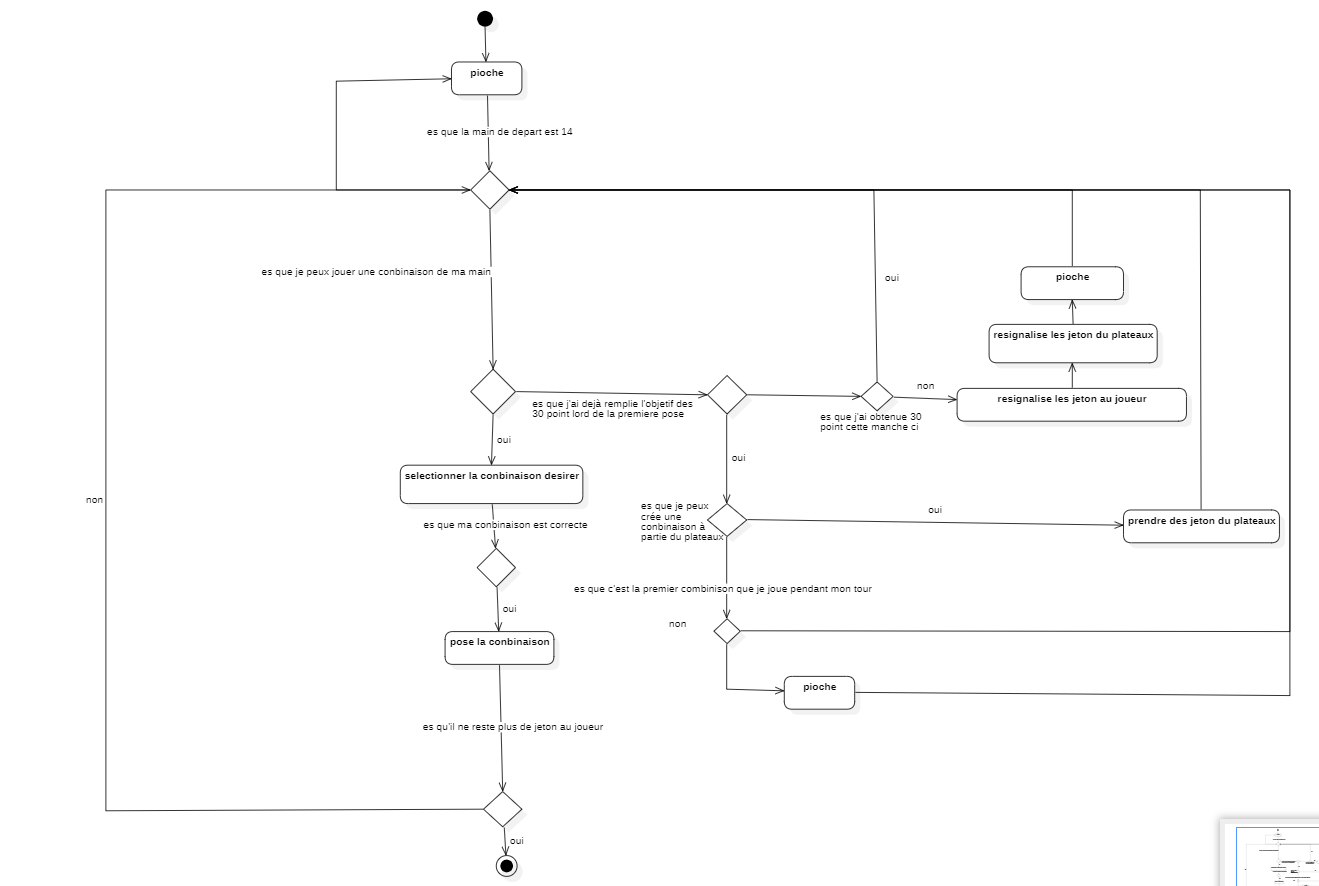 pioche
es que la main de depart est 14
es que je peux jouer une conbinaison de ma main
oui
pioche
resignalise les jeton du plateaux
non
resignalise les jeton au joueur
es que j'ai dejà remplie l'objetif des
30 point lord de la premiere pose
es que j'ai obtenue 30
point cette manche ci
oui
selectionner la conbinaison desirer
oui
non
es que ma conbinaison est correcte
es que je peux
crée une
conbinaison à
partie du plateaux
oui
prendre des jeton du plateaux
es que c'est la premier combinison que je joue pendant mon tour
oui
non
pose la conbinaison
pioche
es qu'il ne reste plus de jeton au joueur
oui